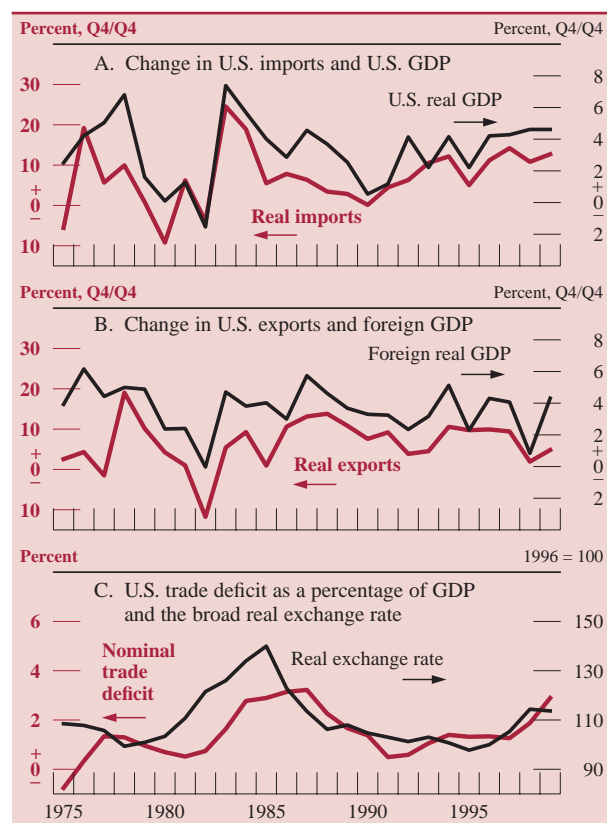 Percent, Q4/Q4 Percent, Q4/Q4
A. Change in U.S. imports and U.S. GDP
30 8
U.S. real GDP 6
20 4
10 2
+
0
−
+
0
−
Real imports
10 2
Percent, Q4/Q4 Percent, Q4/Q4
B. Change in U.S. exports and foreign GDP
30 8
Foreign real GDP
6
20 4
10 2
+
0
−
+
0
−
Real exports
10 2
Percent 1996 = 100
C. U.S. trade deficit as a percentage of GDP
and the broad real exchange rate
6 150
Nominal
trade
deficit
Real exchange rate
4 130
2 110
+
0
−
90
1975 1980 1985 1990 1995